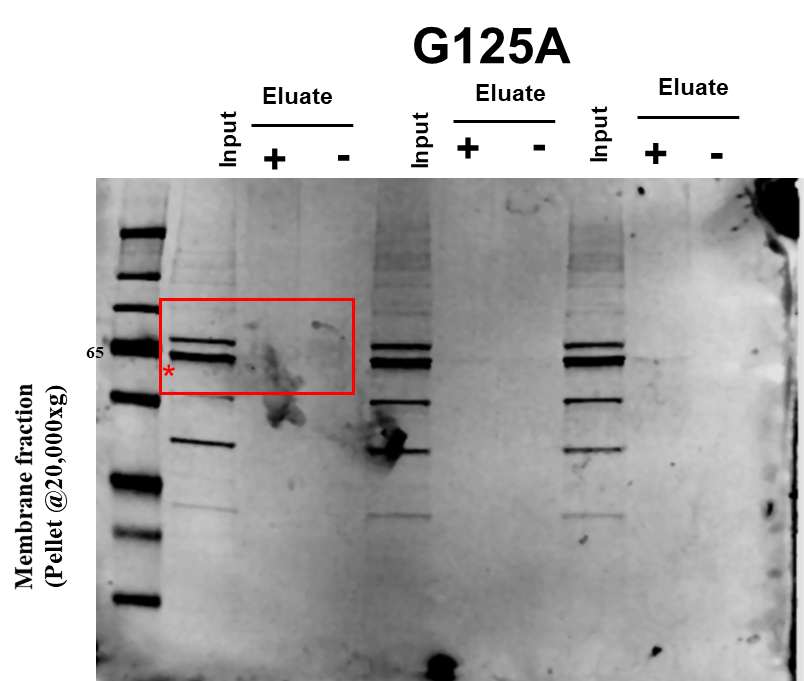 G125A
Eluate
Eluate
Eluate
Input
Input
Input
+
-
+
-
+
-
65
*
Membrane fraction
(Pellet @20,000xg)